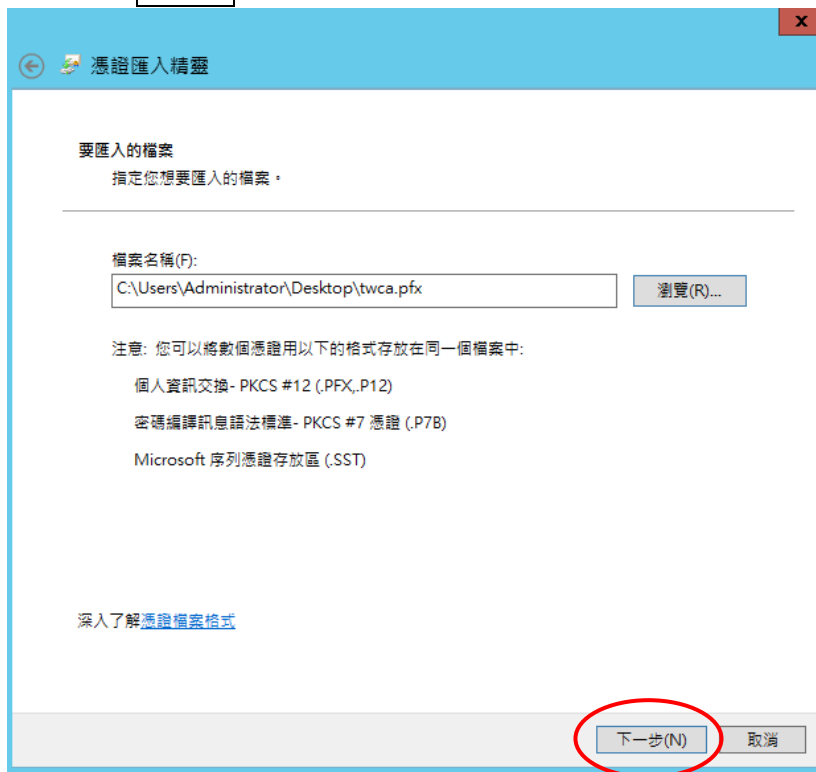 x
憑證匯入精靈
要匯入的檔案
指定您想要匯入的檔案。
檔案名稱(F):
C:\Users\Administrator\Desktop\twca.pfx
瀏覽(R)...
注意: 您可以將數個憑證用以下的格式存放在同一個檔案中:
個人資訊交換- PKCS #12 (.PFX,.P12)
密碼編譯訊息語法標準- PKCS #7 憑證 (.P7B)
Microsoft 序列憑證存放區 (.SST)
深入了解憑證檔案格式
下一步(N) 取消